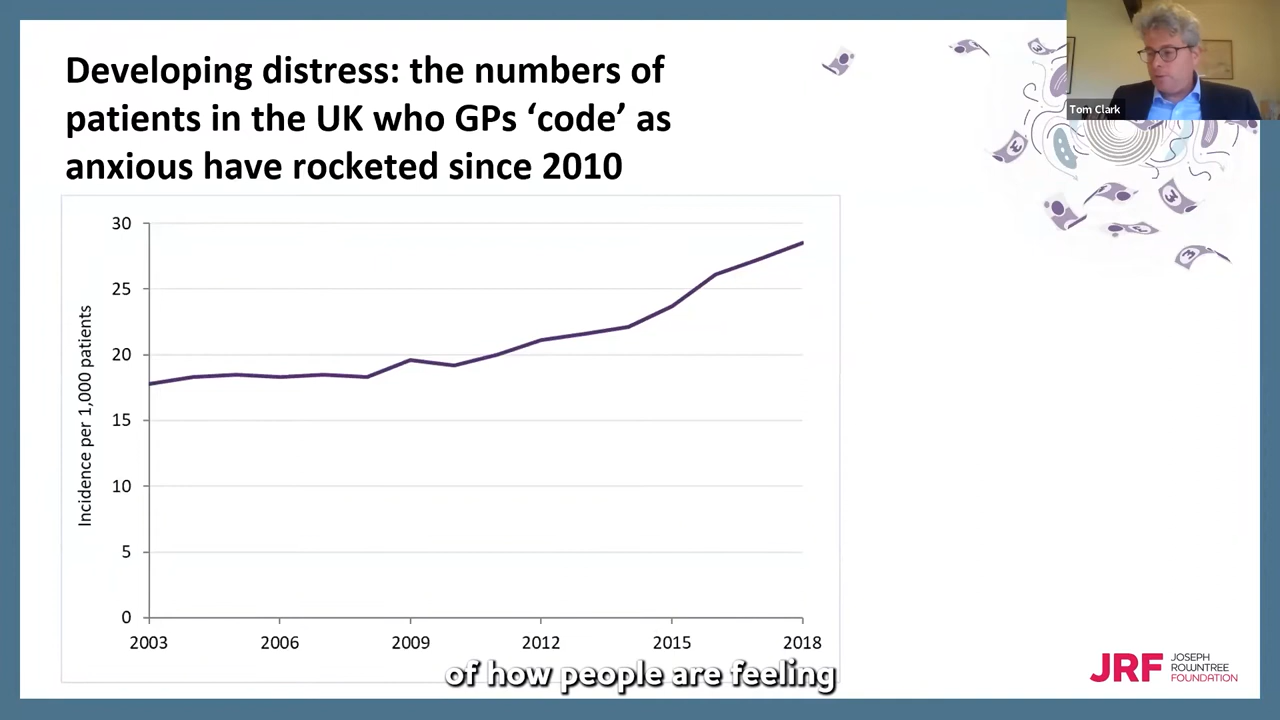 Developing distress: the numbers of
patients in the UK who GPs ‘code’ as
anxious have rocketed since 2010
Tom Clark
Incidence per 1,000 patients
30
25
20
15
10
5
0
2003 2006 2009 2012 2015 2018
of how people are feeling
JRF JOSEPH
ROUNTREE
FOUNDATION